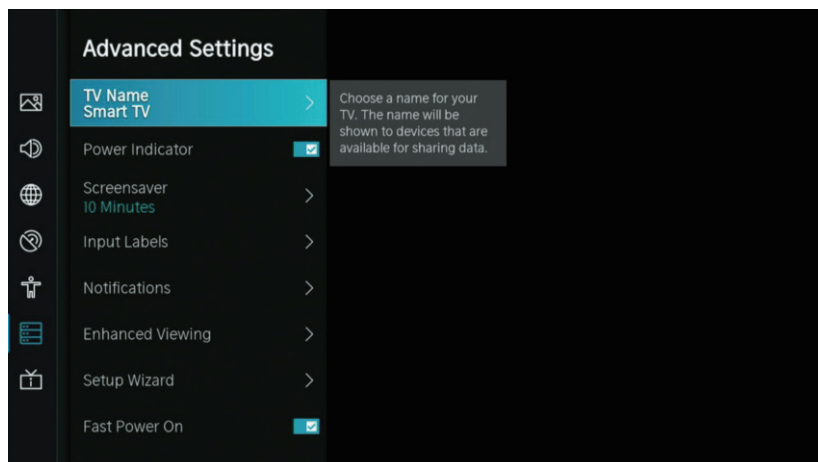 Advanced Settings
TV Name
Smart TV
Choose a name for your
TV. The name will be
shown to devices that are
available for sharing data.
Power Indicator
Screensaver
10 Minutes
Input Labels
Notifications
Enhanced Viewing
Setup Wizard
Fast Power On